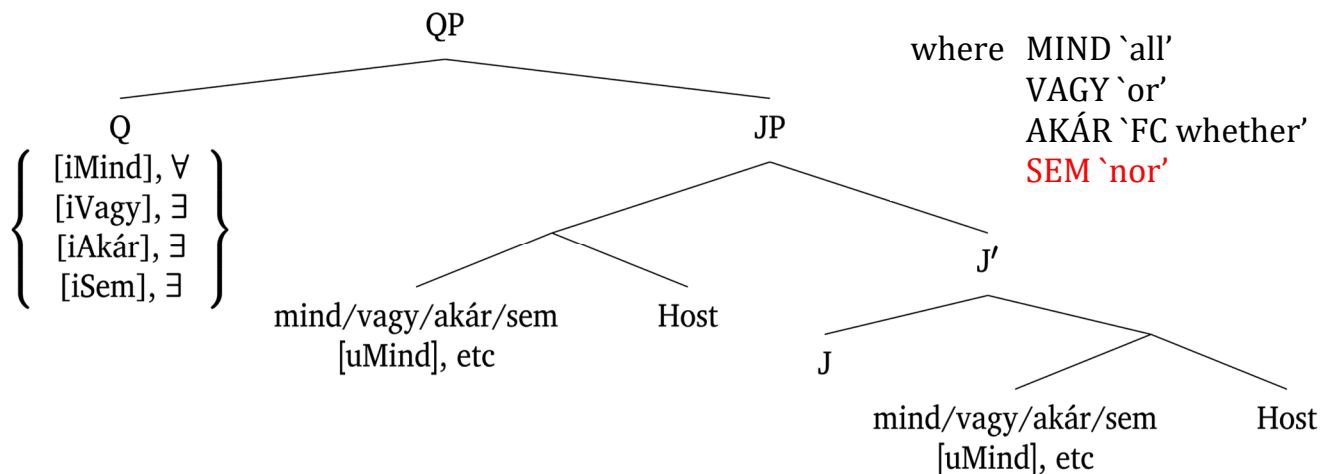 QP
where MIND `all’
VAGY `or’
AKÁR `FC whether’
SEM `nor’
Q
JP
[iMind], ∀
[iVagy], ∃
[iAkár], ∃
[iSem], ∃
J′
mind/vagy/akár/sem Host
[uMind], etc
J
mind/vagy/akár/sem Host
[uMind], etc